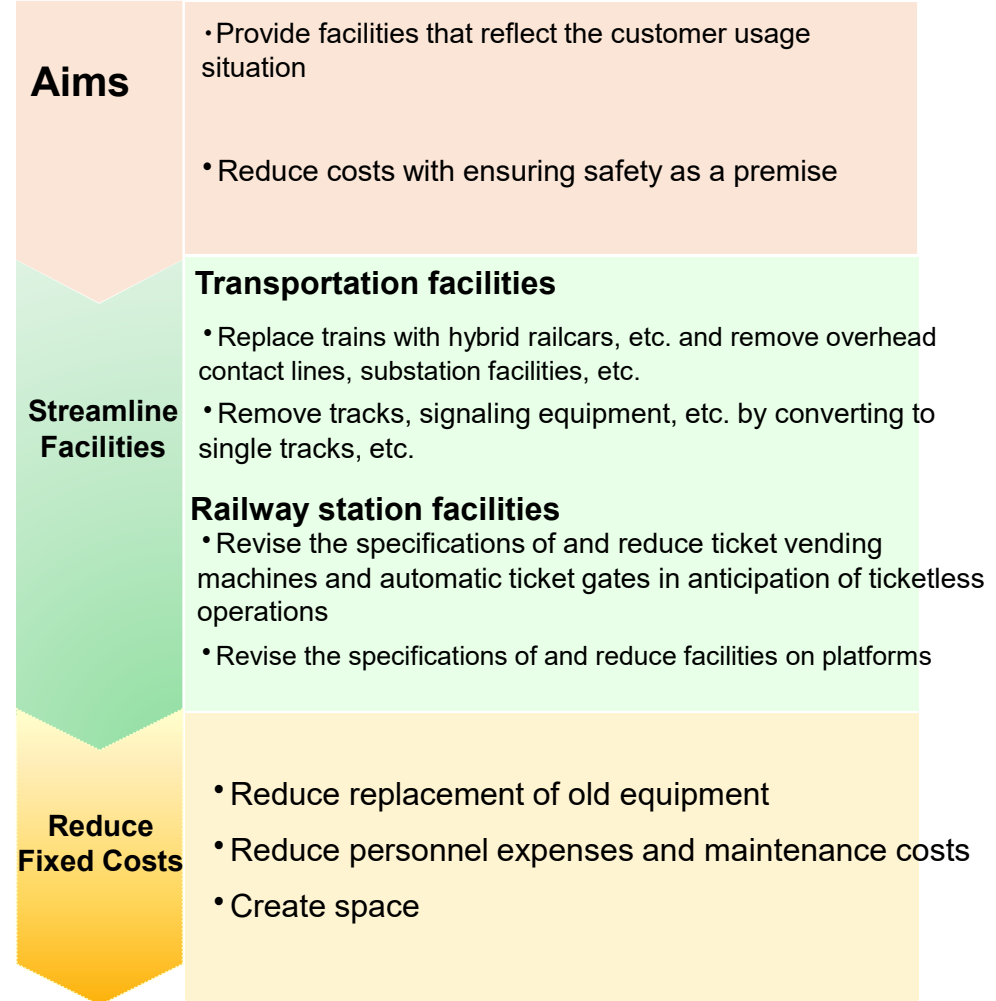 Aims
・Provide facilities that reflect the customer usage
situation
・Reduce costs with ensuring safety as a premise
Streamline
Facilities
Transportation facilities
・Replace trains with hybrid railcars, etc. and remove overhead
contact lines, substation facilities, etc.
・Remove tracks, signaling equipment, etc. by converting to
single tracks, etc.
Railway station facilities
・Revise the specifications of and reduce ticket vending
machines and automatic ticket gates in anticipation of ticketless
operations
・Revise the specifications of and reduce facilities on platforms
Reduce
Fixed Costs
・Reduce replacement of old equipment
・Reduce personnel expenses and maintenance costs
・Create space